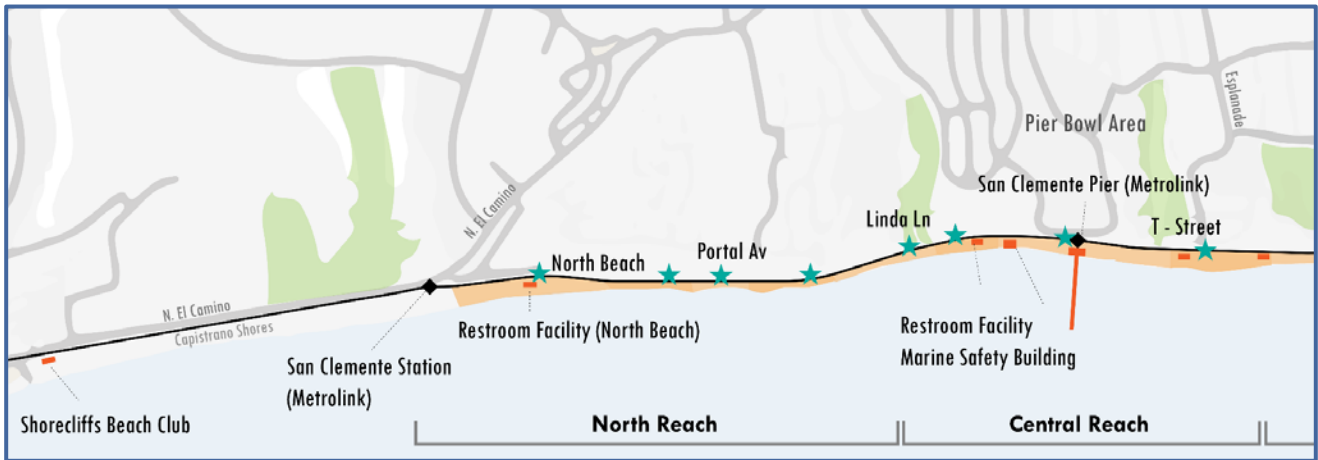 Esplanade
Pier Bowl Area
San Clemente Pier (Metrolink)
N. El Camino
Linda Ln
T - Street
North Beach
Portal Av
N. El Camino
Capistrano Shores
Restroom Facility (North Beach)
Restroom Facility
Marine Safety Building
San Clemente Station
(Metrolink)
Shorecliffs Beach Club
North Reach
Central Reach